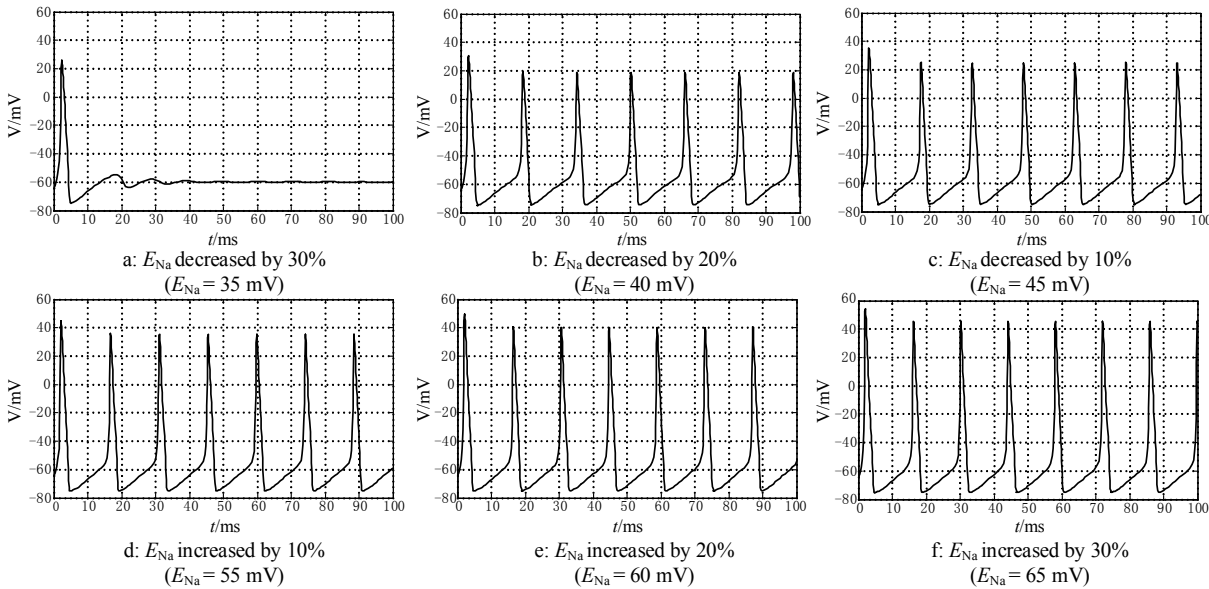 60
40
20
0
−20
−40
−60
−80
V/mV
0 10 20 30 40 50 60 70 80 90 100
t/ms
a: ENa decreased by 30%
(ENa = 35 mV)
60
40
20
0
−20
−40
−60
−80
V/mV
0 10 20 30 40 50 60 70 80 90 100
t/ms
b: ENa decreased by 20%
(ENa = 40 mV)
60
40
20
0
−20
−40
−60
−80
V/mV
0 10 20 30 40 50 60 70 80 90 100
t/ms
c: ENa decreased by 10%
(ENa = 45 mV)
60
40
20
0
−20
−40
−60
−80
V/mV
0 10 20 30 40 50 60 70 80 90 100
t/ms
d: ENa increased by 10%
(ENa = 55 mV)
60
40
20
0
−20
−40
−60
−80
V/mV
0 10 20 30 40 50 60 70 80 90 100
t/ms
e: ENa increased by 20%
(ENa = 60 mV)
60
40
20
0
−20
−40
−60
−80
V/mV
0 10 20 30 40 50 60 70 80 90 100
t/ms
f: ENa increased by 30%
(ENa = 65 mV)